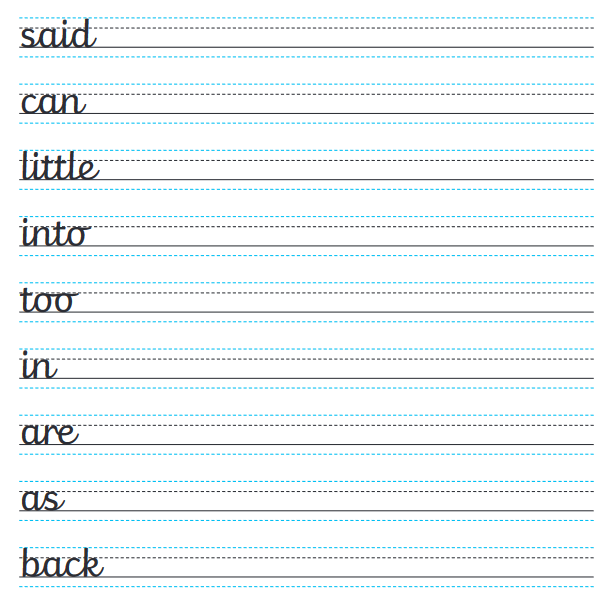 said
can
little
into
too
in
are
as
back